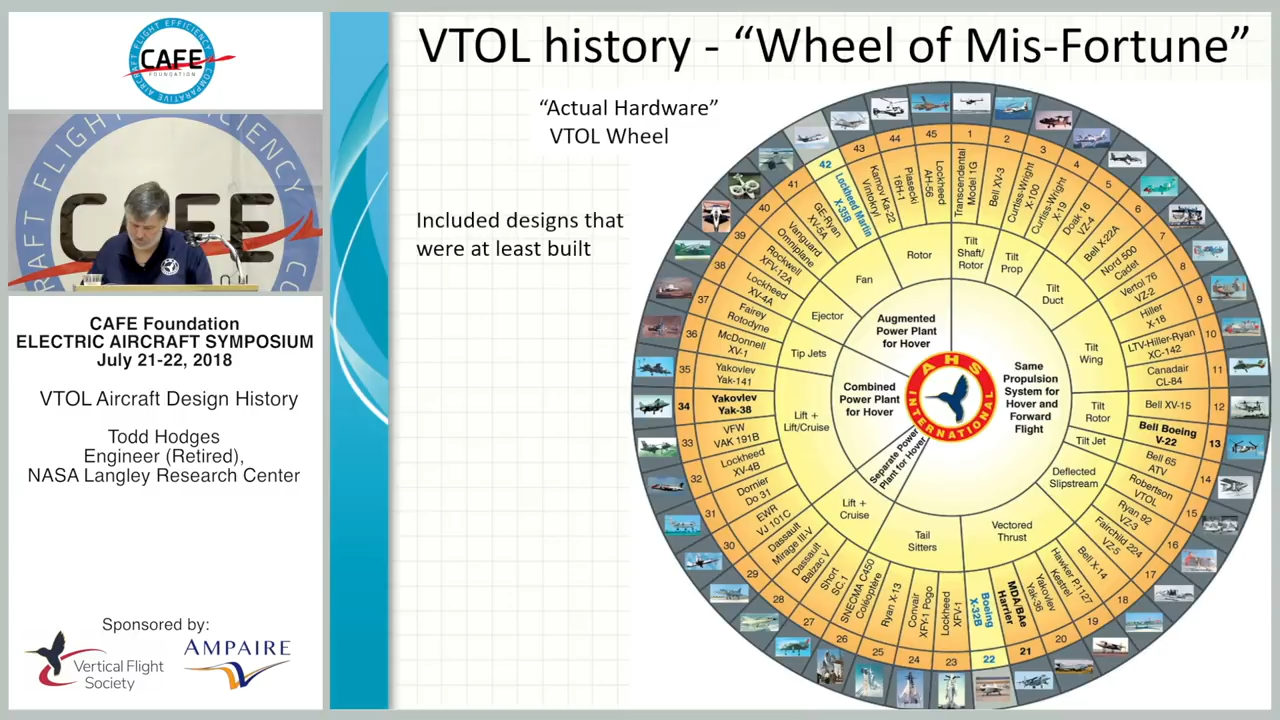 CAFE
FOUNDATION
AIRCRAFT FLIGHT EFFICIENCY
COMPARATIVE
CAFE
CAFE Foundation
ELECTRIC AIRCRAFT SYMPOSIUM
July 21-22, 2018
VTOL Aircraft Design History
Todd Hodges
Engineer (Retired),
NASA Langley Research Center
Sponsored by:
Vertical Flight
Society
AMPAIRE
VTOL history - “Wheel of Mis-Fortune”
“Actual Hardware”
VTOL Wheel
Included designs that
were at least built
AHS
INTERNATIONAL
Same
Propulsion
System for
Hover and
Forward
Flight
Separate Power
Plant for Hover
Combined
Power Plant
for Hover
Augmented
Power Plant
for Hover
Tilt
Shaft/
Rotor
Tilt
Prop
Tilt
Duct
Tilt
Wing
Tilt
Rotor
Tilt Jet
Deflected
Slipstream
Vectored
Thrust
Tail
Sitters
Lift +
Cruise
Lift +
Lift/Cruise
Tip Jets
Ejector
Fan
Rotor
1
Transcendental
Model 1G
2
Bell XV-3
3
Curtiss-Wright
X-100
4
Curtiss-Wright
X-19
5
Doak 16
VZ-4
6
Bell X-22A
7
Nord 500
Cadet
8
Vertol 76
VZ-2
9
Hiller
X-18
10
LTV-Hiller-Ryan
XC-142
11
Canadair
CL-84
12
Bell XV-15
13
Bell Boeing
V-22
14
Bell 65
ATV
15
Robertson
VTOL
16
Ryan 92
VZ-3
17
Fairchild 224
VZ-5
18
Bell X-14
19
Hawker P.1127
Kestrel
20
Yakovlev
Yak-36
21
MDA/BAe
Harrier
22
Boeing
X-32B
23
Lockheed
XFV-1
24
Convair
XFY-1 Pogo
25
Ryan X-13
26
SNECMA C450
Coléoptère
27
Short
SC.1
28
Dassault
Balzac V
29
Dassault
Mirage III-V
30
EWR
VJ 101C
31
Dornier
Do 31
32
Lockheed
XV-4B
33
VFW
VAK 191B
34
Yakovlev
Yak-38
35
Yakovlev
Yak-141
36
McDonnell
XV-1
37
Fairey
Rotodyne
38
Lockheed
XV-4A
39
Rockwell
XFV-12A
40
Vanguard
Omniplane
41
GE-Ryan
XV-5A
42
Lockheed Martin
X-35B
43
Kamov Ka-22
Vintokryl
44
Piasecki
16H-1
45
Lockheed
AH-56